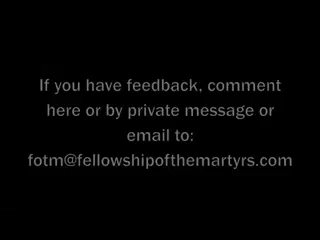 If you have feedback, comment
here or by private message or
email to:
fotm@fellowshipofthemartyrs.com